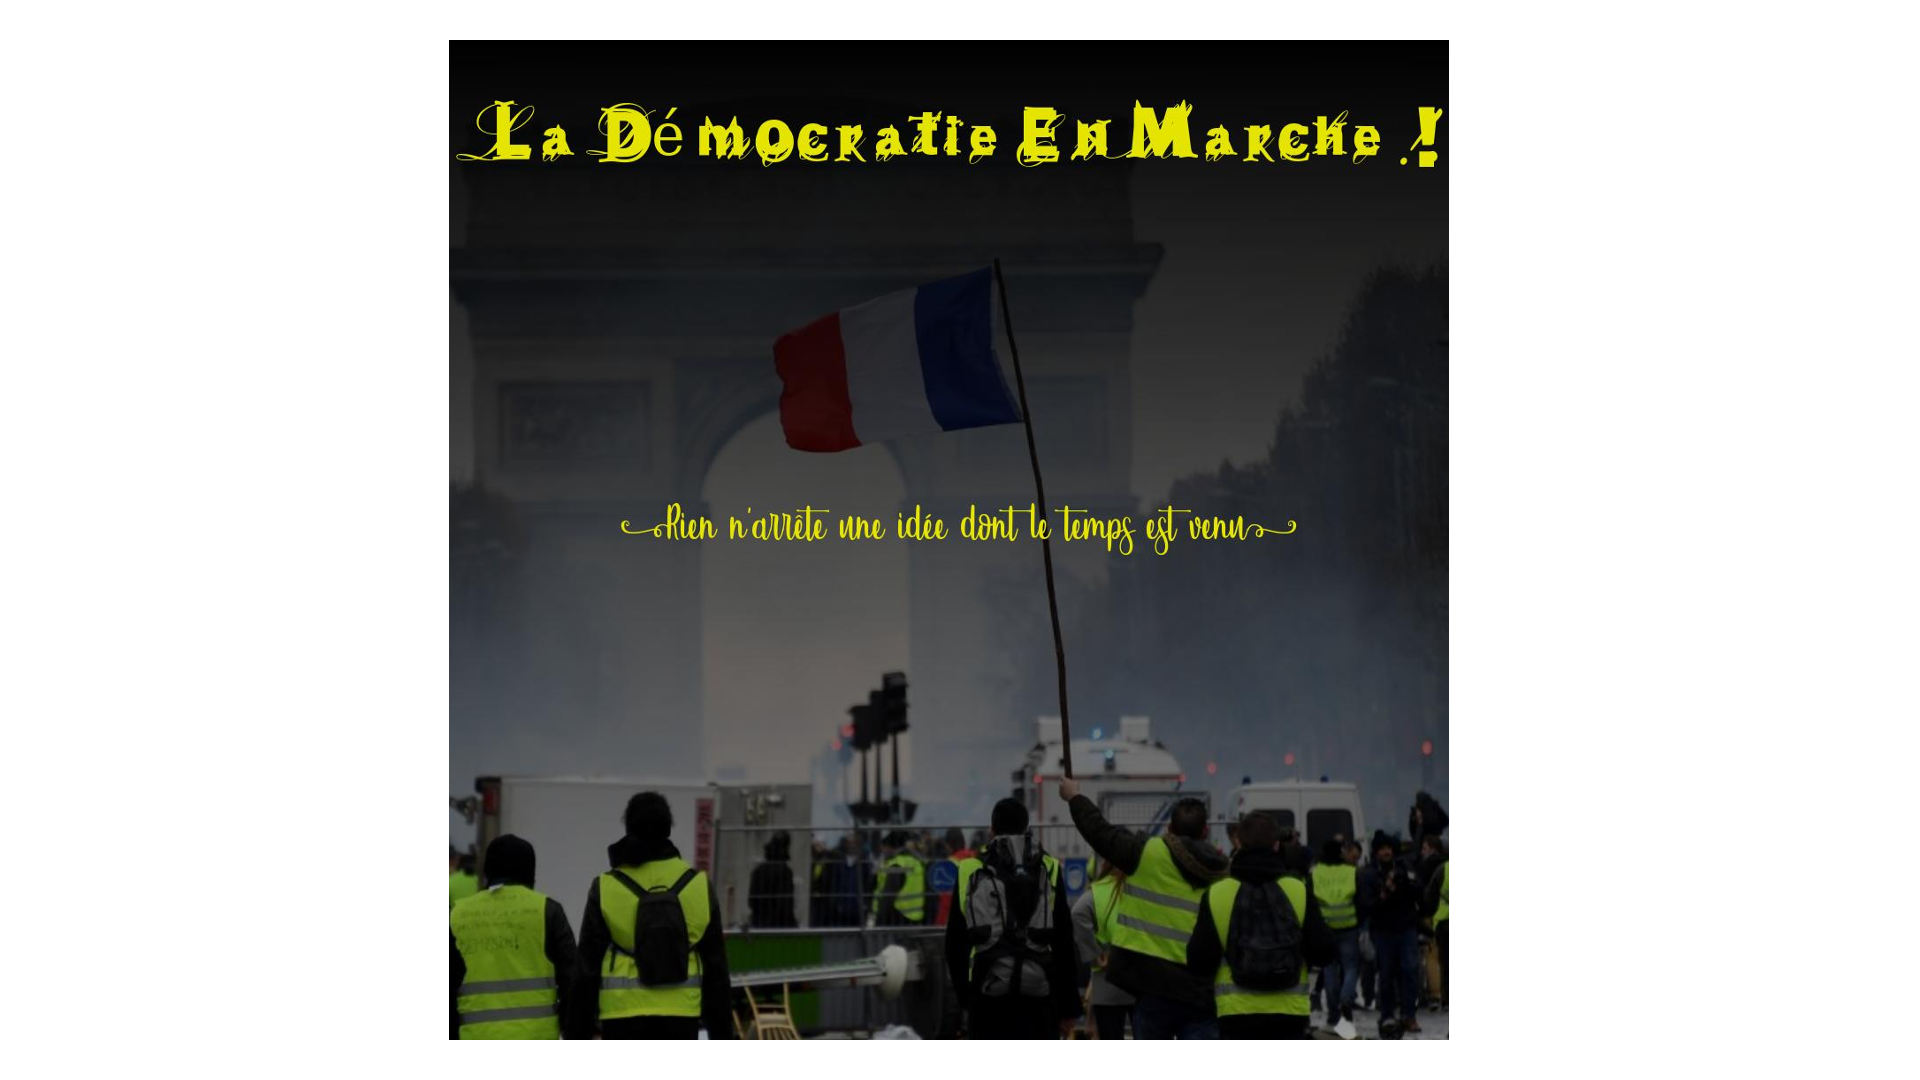 La Démocratie En Marche !
Rien n'arrête une idée dont le temps est venu